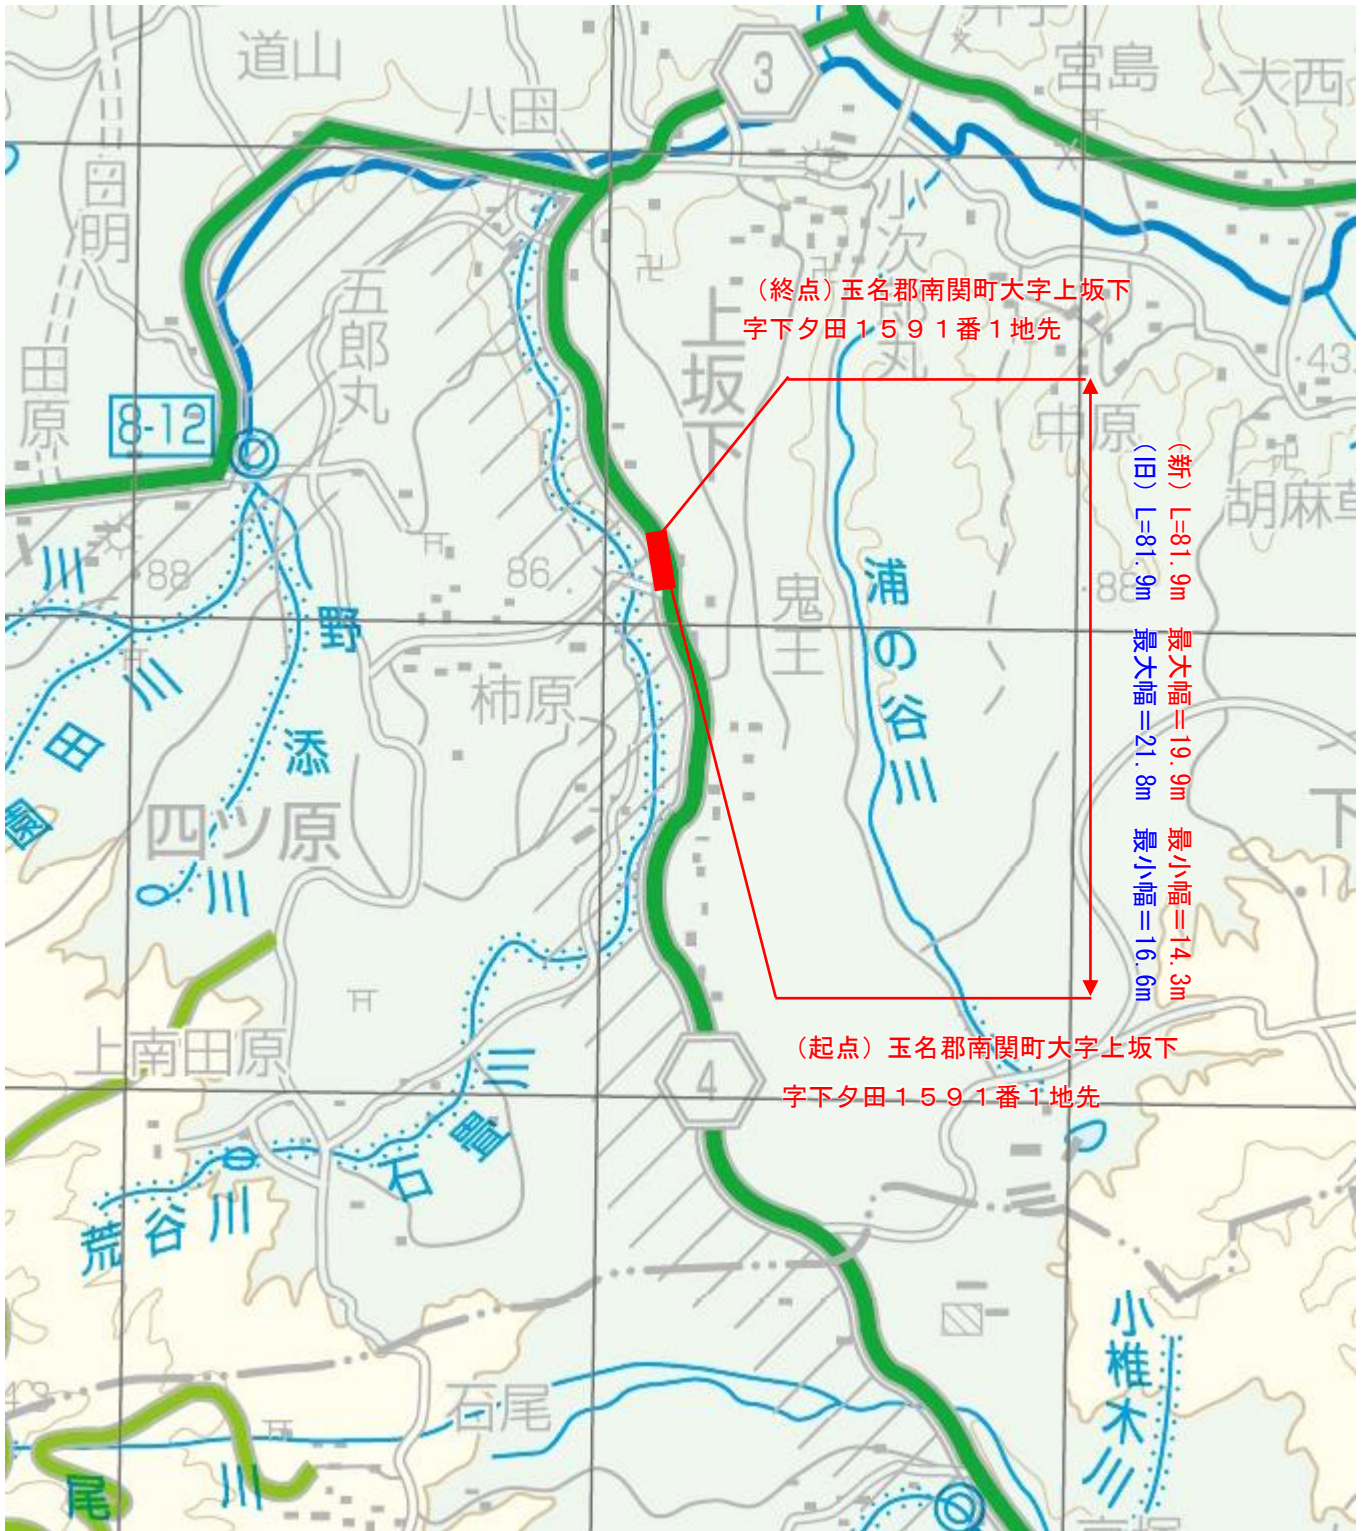 道山
八田
3
宮島
大西
田明
五郎丸
小次郎丸
(終点)玉名郡南関町大字上坂下
字下夕田1591番1地先
上坂下
田原
8-12
43
中原
胡麻草
(新) L=81.9m 最大幅=19.9m 最小幅=14.3m
(旧) L=81.9m 最大幅=21.8m 最小幅=16.6m
川
88
86
鬼王
浦の谷川
88
野添川
柿原
田川
四ツ原
下
上南田原
4
(起点)玉名郡南関町大字上坂下
字下夕田1591番1地先
石疊川
荒谷川
小椎木川
石尾
尾川